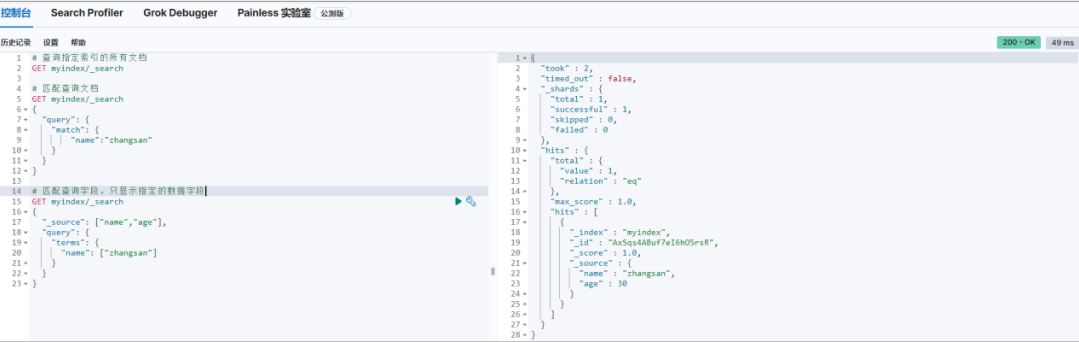 控制台 Search Profiler Grok Debugger Painless 实验室 公测版
历史记录 设置 帮助
200 - OK 49 ms
1 # 查询指定索引的所有文档
2 GET myindex/_search
3
4 # 匹配查询文档
5 GET myindex/_search
6 {
7 "query": {
8 "match": {
9 "name":"zhangsan"
10 }
11 }
12 }
13
14 # 匹配查询字段，只显示指定的数据字段
15 GET myindex/_search
16 {
17 "_source": ["name","age"],
18 "query": {
19 "terms": {
20 "name": ["zhangsan"]
21 }
22 }
23 }
1 {
2 "took" : 2,
3 "timed_out" : false,
4 "_shards" : {
5 "total" : 1,
6 "successful" : 1,
7 "skipped" : 0,
8 "failed" : 0
9 },
10 "hits" : {
11 "total" : {
12 "value" : 1,
13 "relation" : "eq"
14 },
15 "max_score" : 1.0,
16 "hits" : [
17 {
18 "_index" : "myindex",
19 "_id" : "AxSqs4ABuf7eI6hO5rsR",
20 "_score" : 1.0,
21 "_source" : {
22 "name" : "zhangsan",
23 "age" : 30
24 }
25 }
26 ]
27 }
28 }